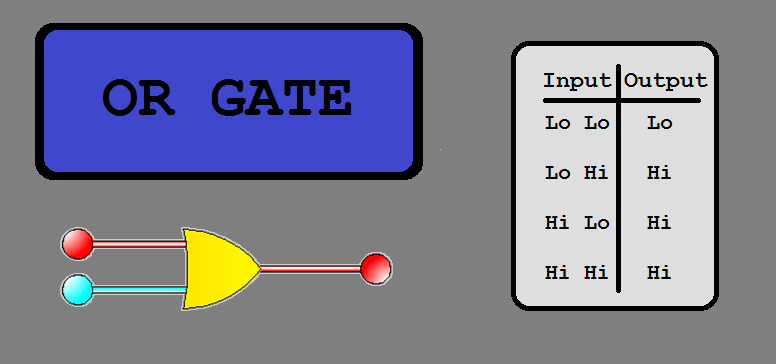 OR GATE
Input Output
Lo Lo Lo
Lo Hi Hi
Hi Lo Hi
Hi Hi Hi